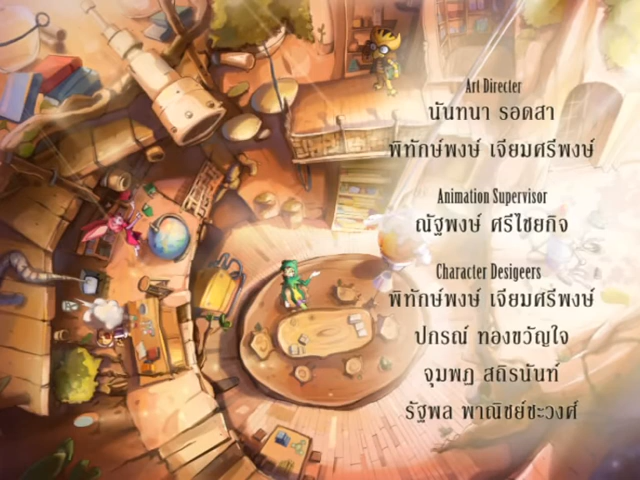 Art Directer
นันทนา รอดสา
พิทักษ์พงษ์ เจียมศรีพงษ์
Animation Supervisor
ณัฐพงษ์ ศรีไชยกิจ
Character Desigeers
พิทักษ์พงษ์ เจียมศรีพงษ์
ปกรณ์ ทองขวัญใจ
จุมพฎ สถิรนันท์
รัฐพล พาณิชย์ชะวงศ์